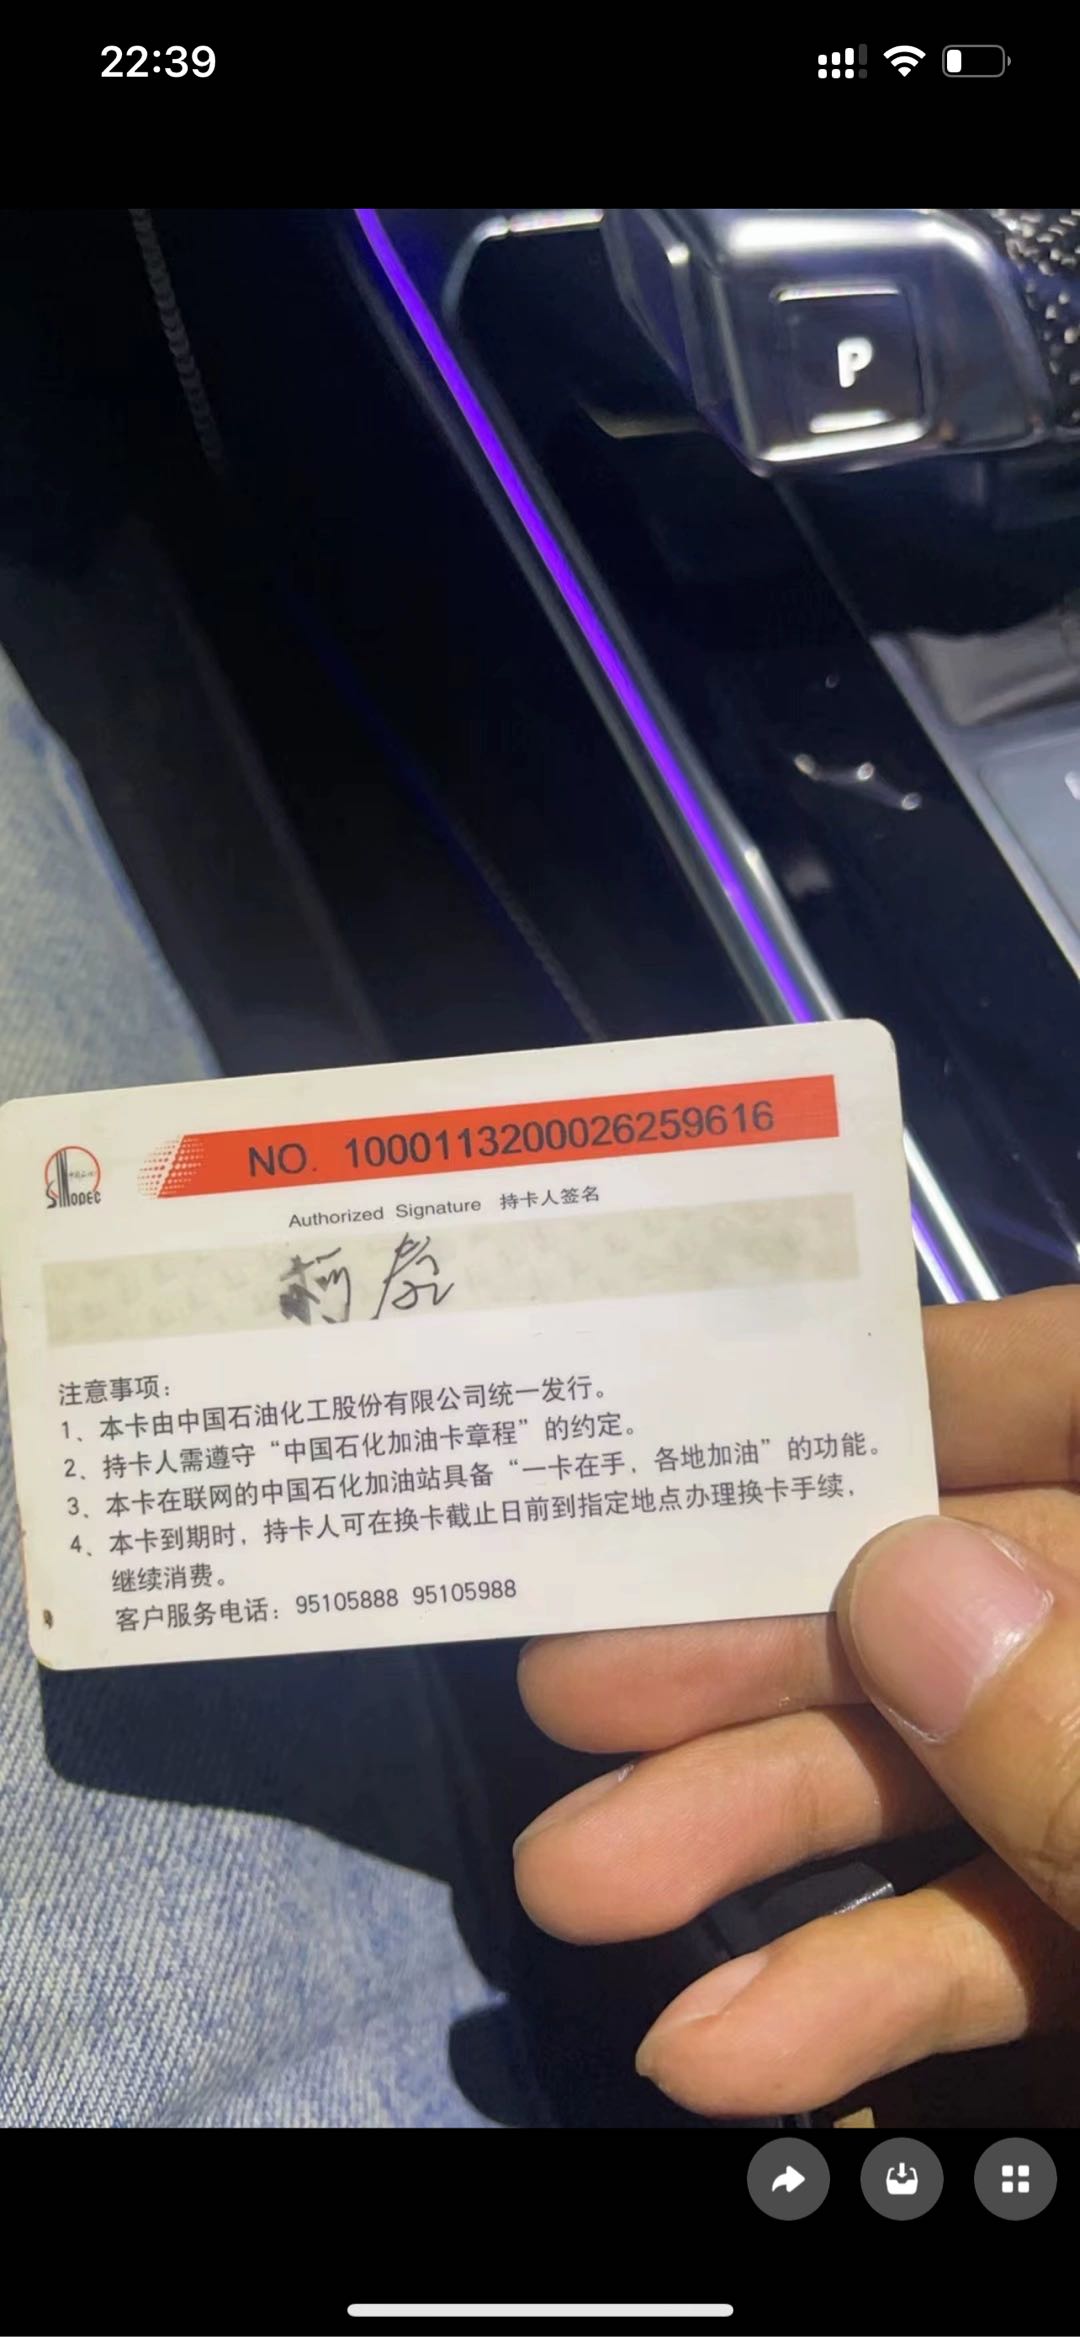 22:39
P
中国石化
SINOPEC
NO. 1000113200026259616
Authorized Signature 持卡人签名
注意事项：
1、本卡由中国石油化工股份有限公司统一发行。
2、持卡人需遵守“中国石化加油卡章程”的约定。
3、本卡在联网的中国石化加油站具备“一卡在手，各地加油”的功能。
4、本卡到期时，持卡人可在换卡截止日前到指定地点办理换卡手续，
继续消费。
客户服务电话：95105888 95105988